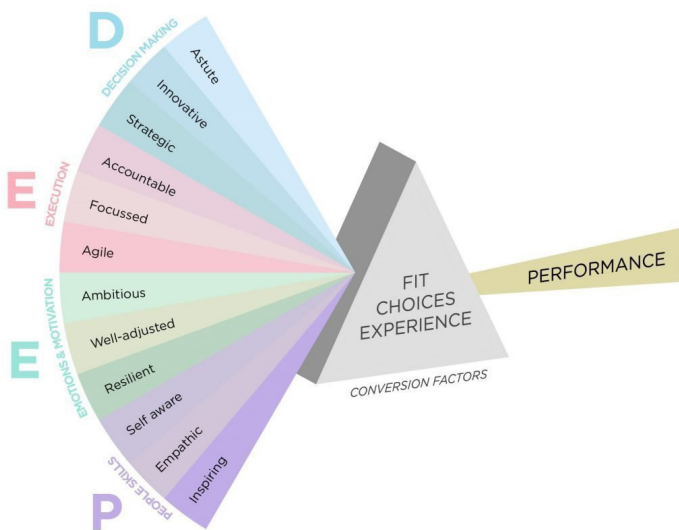 D
DECISION MAKING
Astute
Innovative
Strategic
E
EXECUTION
Accountable
Focussed
Agile
E
EMOTIONS & MOTIVATION
Ambitious
Well-adjusted
Resilient
P
PEOPLE SKILLS
Self aware
Empathic
Inspiring
FIT
CHOICES
EXPERIENCE
CONVERSION FACTORS
PERFORMANCE